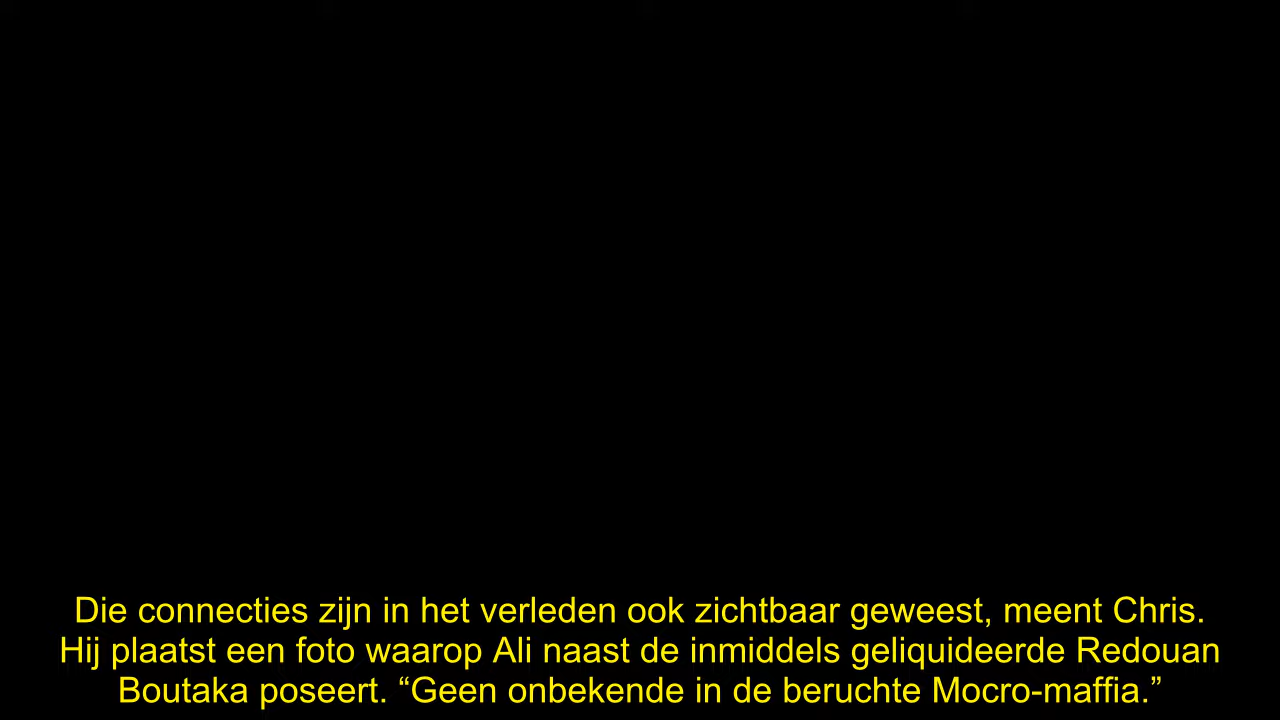 Die connecties zijn in het verleden ook zichtbaar geweest, meent Chris.
Hij plaatst een foto waarop Ali naast de inmiddels geliquideerde Redouan
Boutaka poseert. “Geen onbekende in de beruchte Mocro-maffia.”